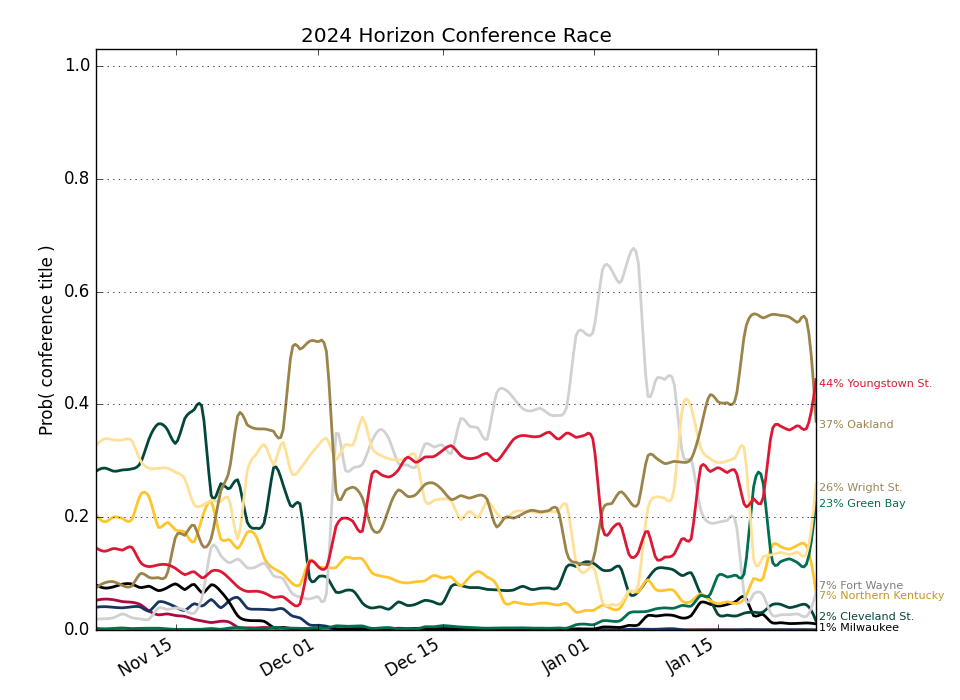 2024 Horizon Conference Race
Prob( conference title )
1.0
0.8
0.6
0.4
0.2
0.0
Nov 15
Dec 01
Dec 15
Jan 01
Jan 15
44% Youngstown St.
37% Oakland
26% Wright St.
23% Green Bay
7% Fort Wayne
7% Northern Kentucky
2% Cleveland St.
1% Milwaukee